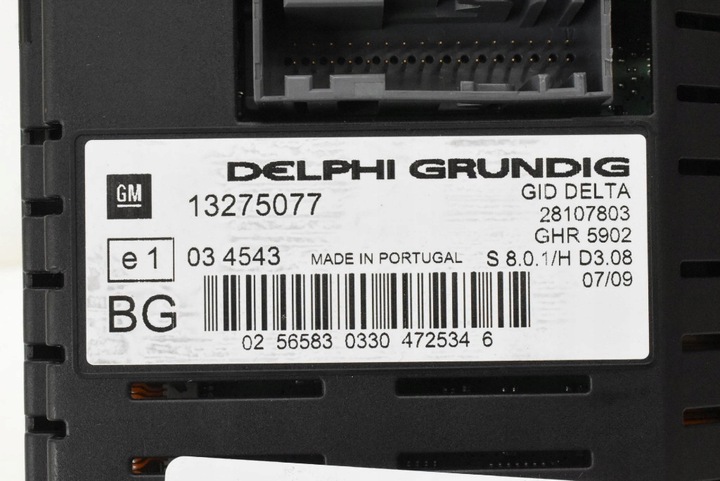 DELPHI GRUNDIG
GM
13275077
GID DELTA
28107803
GHR 5902
e1
03 4543
MADE IN PORTUGAL
S 8.0.1/H D3.08
07/09
BG
02 56583 0330 472534 6